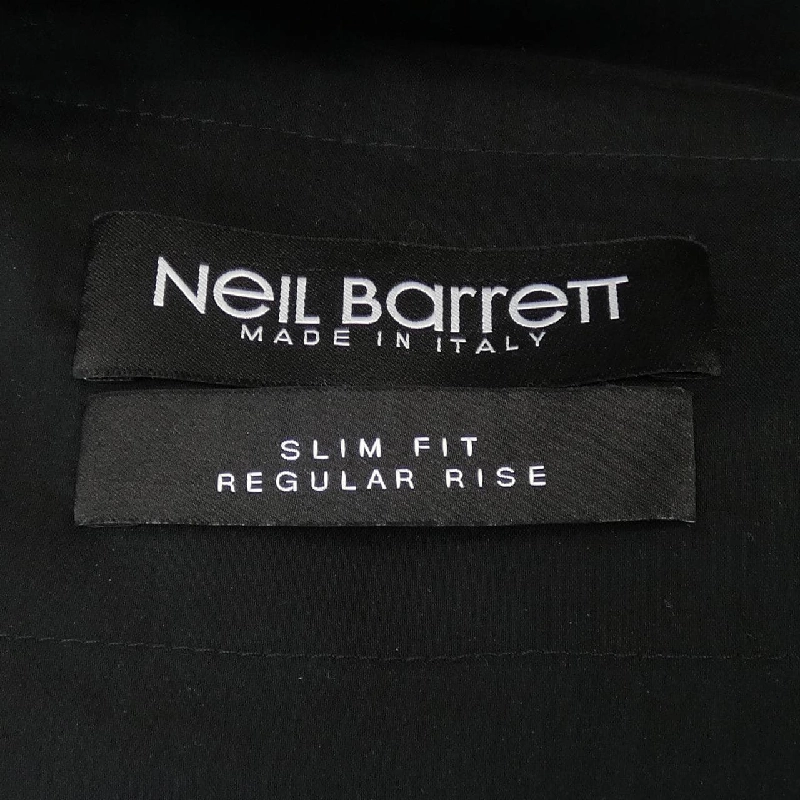 NeiL Barrett
MADE IN ITALY
SLIM FIT
REGULAR RISE